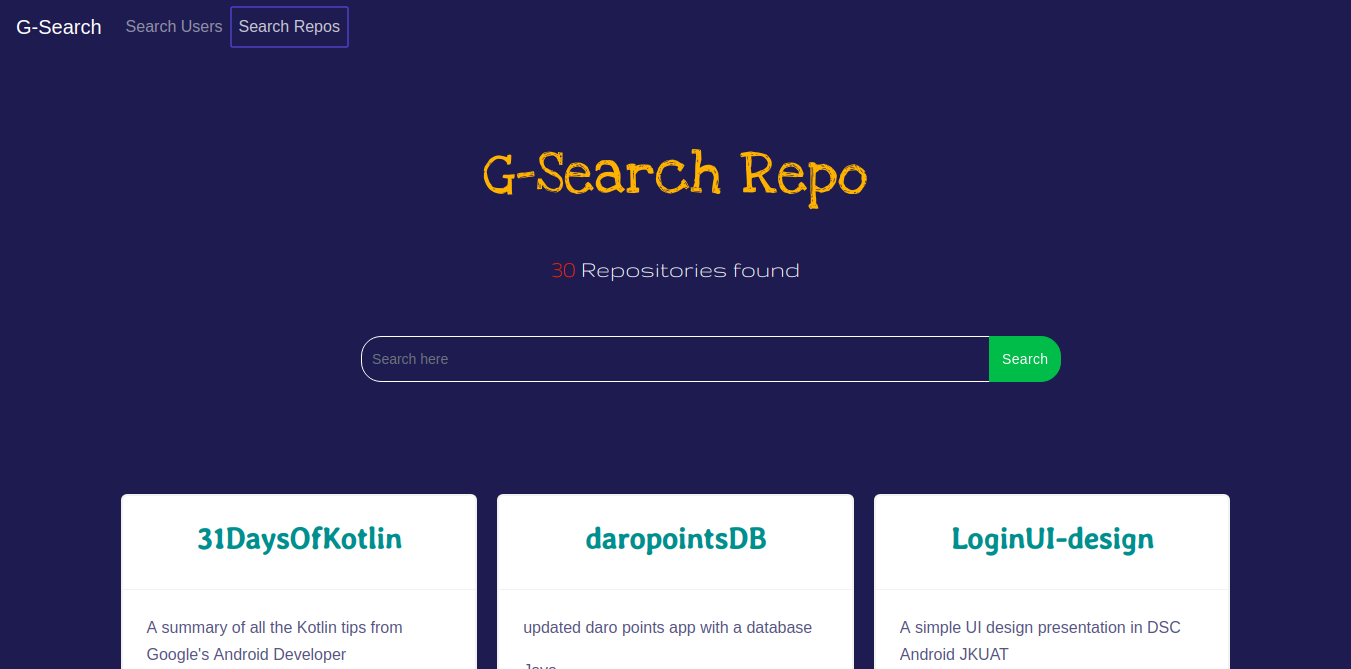 G-Search Search Users Search Repos
G-Search Repo
30 Repositories found
Search here Search
31DaysOfKotlin daropointsDB LoginUI-design
A summary of all the Kotlin tips from
Google's Android Developer
updated daro points app with a database
Java
A simple UI design presentation in DSC
Android JKUAT